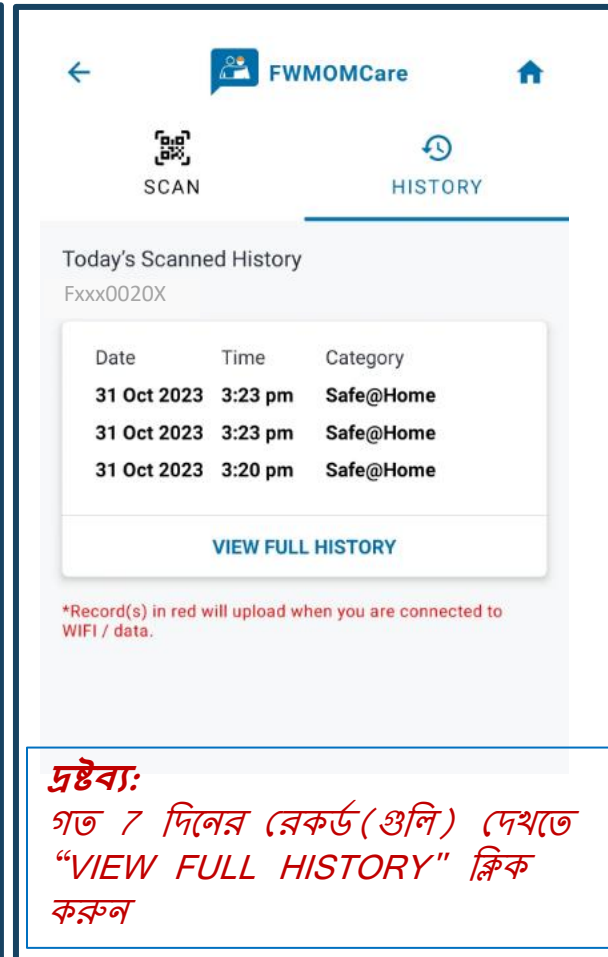 FWMOMCare
SCAN HISTORY
Today's Scanned History
Fxxx0020X
Date Time Category
31 Oct 2023 3:23 pm Safe@Home
31 Oct 2023 3:23 pm Safe@Home
31 Oct 2023 3:20 pm Safe@Home
VIEW FULL HISTORY
*Record(s) in red will upload when you are connected to
WIFI / data.
দ্রষ্টব্য:
গত 7 দিনের রেকর্ড(গুলি) দেখতে
“VIEW FULL HISTORY" ক্লিক
করুন